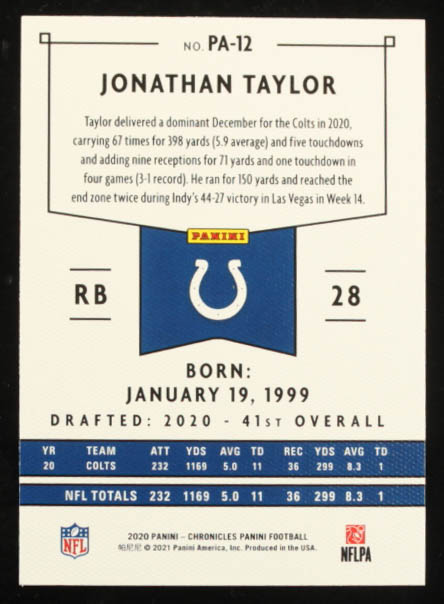 NO. PA-12
JONATHAN TAYLOR
Taylor delivered a dominant December for the Colts in 2020,
carrying 67 times for 398 yards (5.9 average) and five touchdowns
and adding nine receptions for 71 yards and one touchdown in
four games (3-1 record). He ran for 150 yards and reached the
end zone twice during Indy's 44-27 victory in Las Vegas in Week 14.
PANINI
RB 28
BORN:
JANUARY 19, 1999
DRAFTED: 2020 - 41ST OVERALL
YR TEAM ATT YDS AVG TD REC YDS AVG TD
20 COLTS 232 1169 5.0 11 36 299 8.3 1
NFL TOTALS 232 1169 5.0 11 36 299 8.3 1
NFL
2020 PANINI – CHRONICLES PANINI FOOTBALL
帕尼尼 © 2021 Panini America, Inc. Produced in the USA.
NFLPA